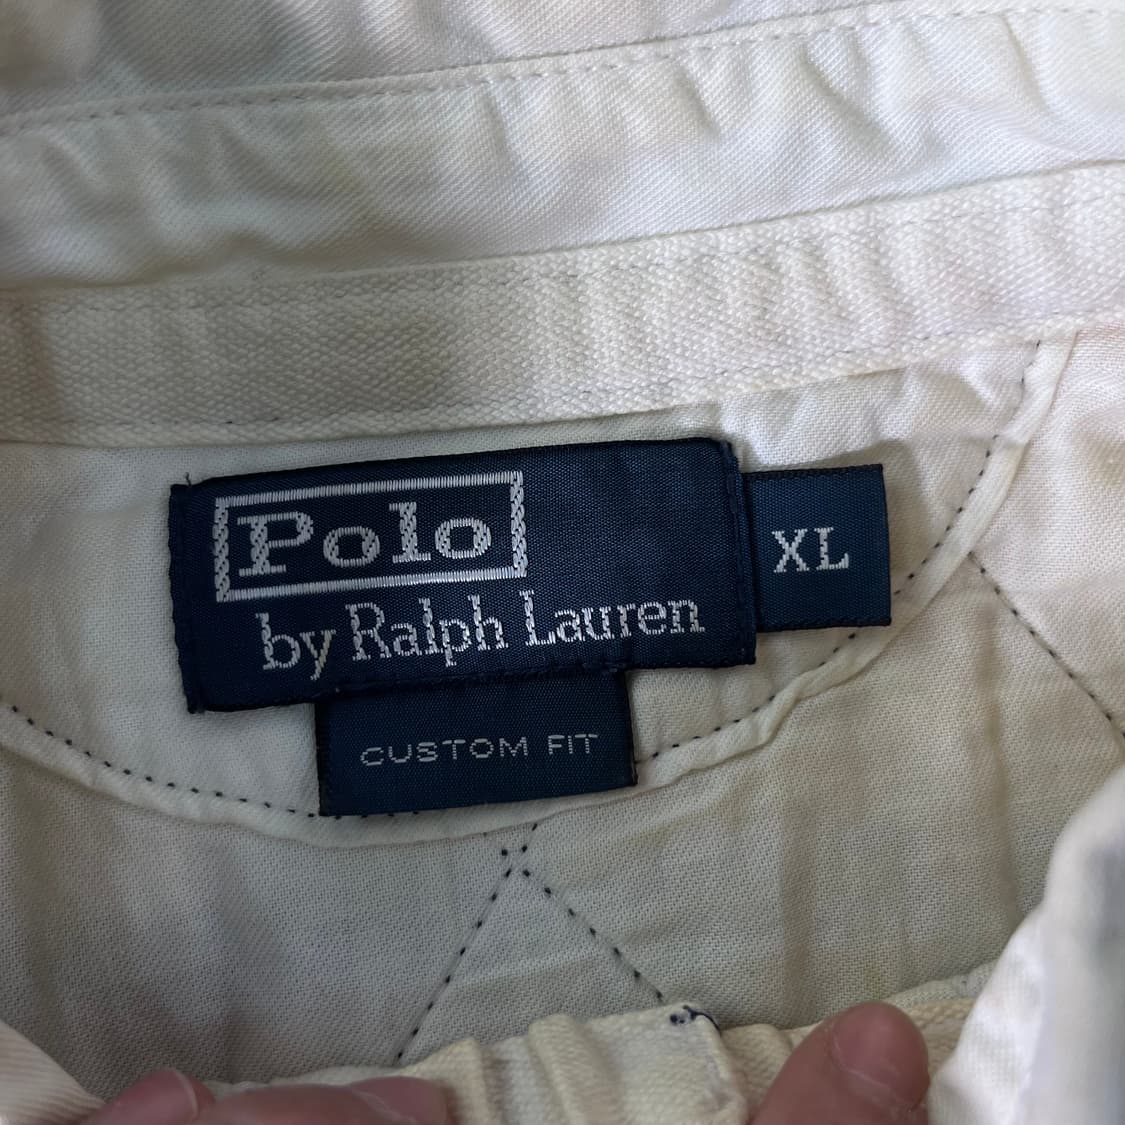 Polo
by Ralph Lauren
XL
CUSTOM FIT